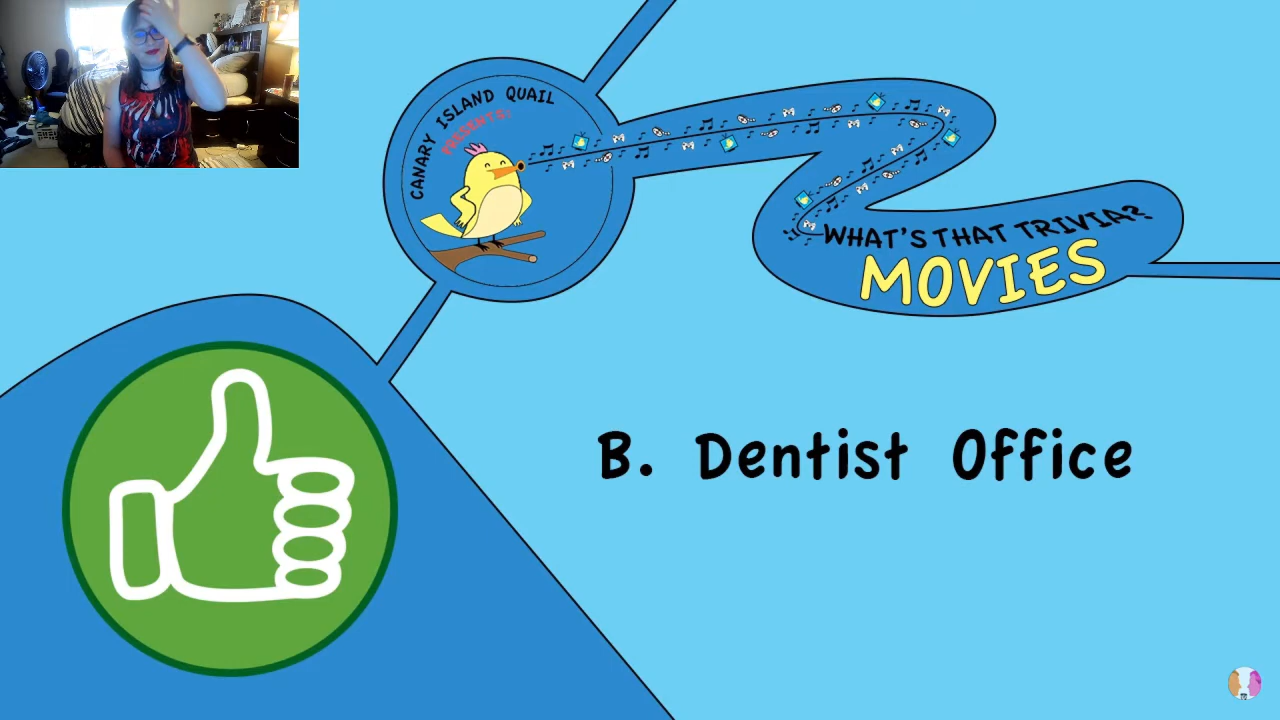 CANARY ISLAND QUAIL
PRESENTS:
WHAT'S THAT TRIVIA?
MOVIES
B. Dentist Office